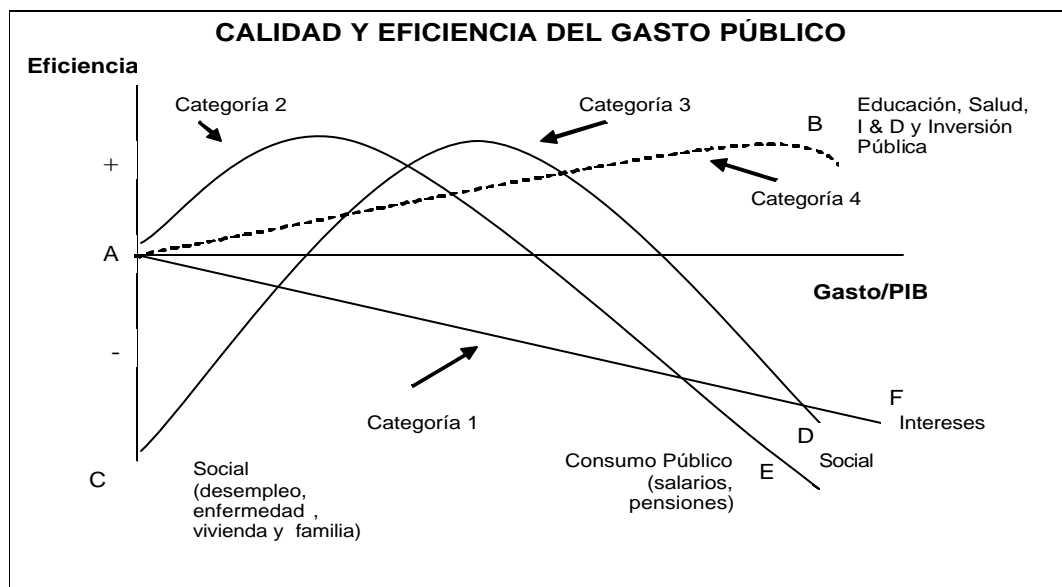 CALIDAD Y EFICIENCIA DEL GASTO PÚBLICO
Eficiencia
Categoría 2
Categoría 3
B
Educación, Salud,
I & D y Inversión
Pública
+
Categoría 4
A
Gasto/PIB
-
Categoría 1
F
Intereses
D
Social
C
Social
(desempleo,
enfermedad ,
vivienda y familia)
Consumo Público
(salarios,
pensiones)
E